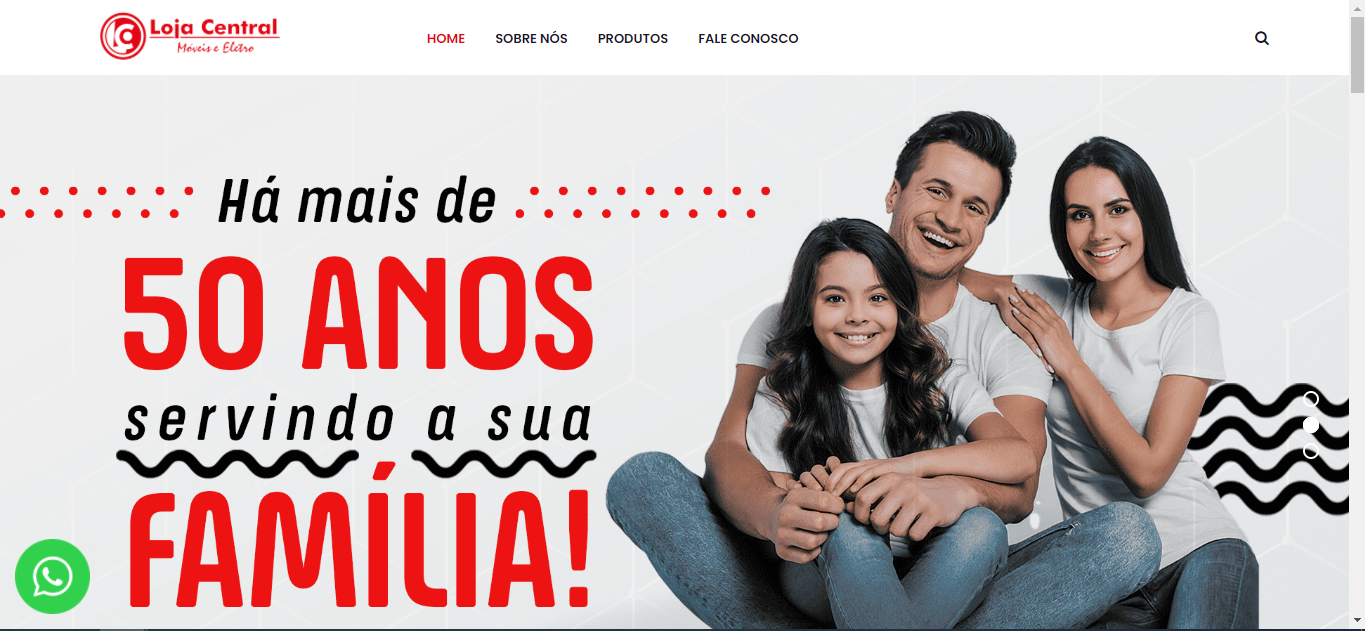 Loja Central
Móveis e Eletro
HOME SOBRE NÓS PRODUTOS FALE CONOSCO
Há mais de
50 ANOS
servindo a sua
FAMÍLIA!